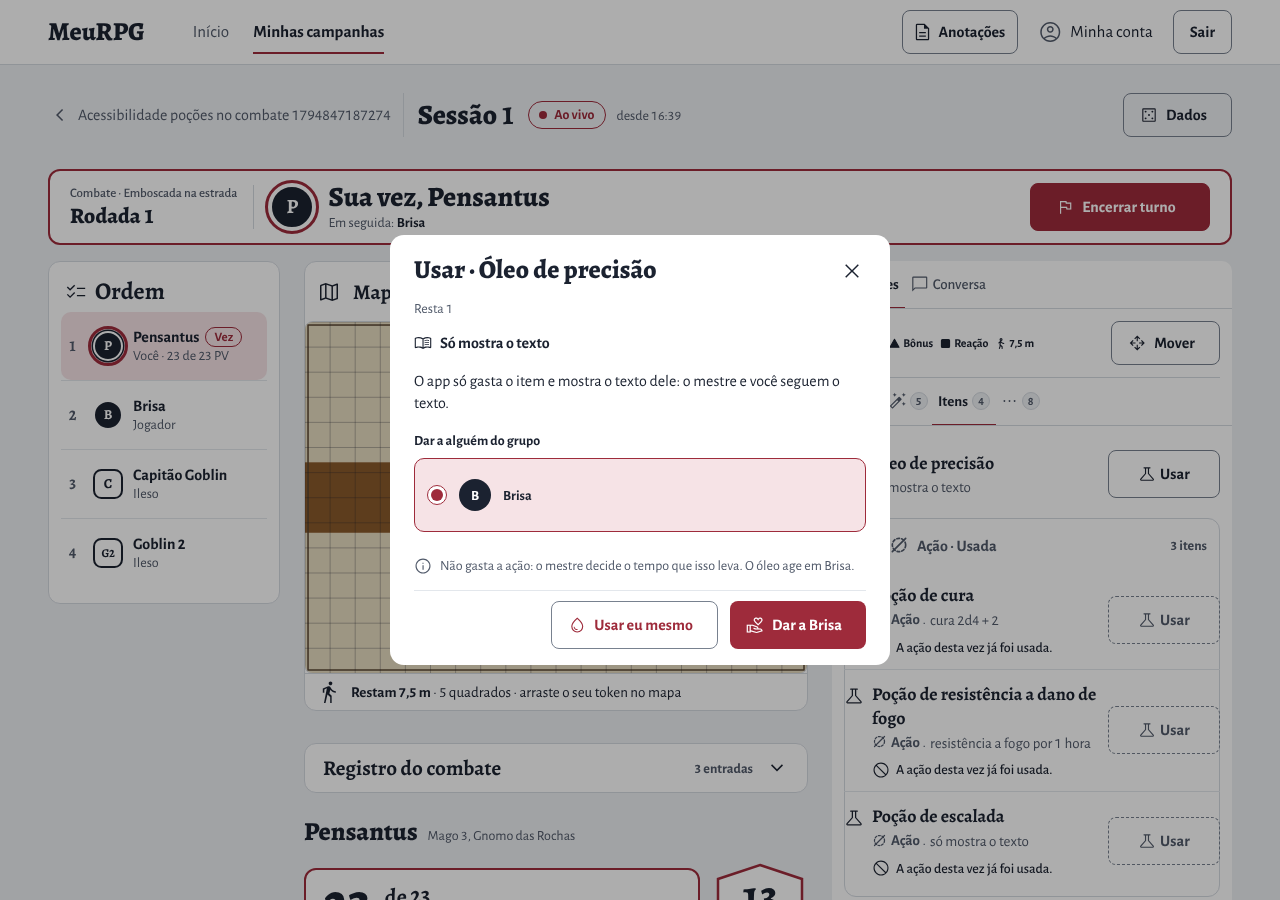 MeuRPG
Início
Minhas campanhas
Anotações
Minha conta
Sair
Acessibilidade poções no combate 1794847187274
Sessão 1
Ao vivo
desde 16:39
Dados
Combate · Emboscada na estrada
Rodada 1
P
Sua vez, Pensantus
Em seguida: Brisa
Encerrar turno
Ordem
1
P
Pensantus
Vez
Você · 23 de 23 PV
2
B
Brisa
Jogador
3
C
Capitão Goblin
Ileso
4
G2
Goblin 2
Ileso
Usar · Óleo de precisão
Resta 1
Só mostra o texto
O app só gasta o item e mostra o texto dele: o mestre e você seguem o
texto.
Dar a alguém do grupo
B
Brisa
Não gasta a ação: o mestre decide o tempo que isso leva. O óleo age em Brisa.
Usar eu mesmo
Dar a Brisa
Restam 7,5 m · 5 quadrados · arraste o seu token no mapa
Registro do combate
3 entradas
Pensantus
Mago 3, Gnomo das Rochas
de 23
13
Conversa
Bônus
Reação
7,5 m
Mover
5
Itens
4
8
de precisão
mostra o texto
Usar
Ação · Usada
3 itens
de cura
Ação . cura 2d4 + 2
A ação desta vez já foi usada.
Usar
Poção de resistência a dano de
fogo
Ação . resistência a fogo por 1 hora
A ação desta vez já foi usada.
Usar
Poção de escalada
Ação . só mostra o texto
A ação desta vez já foi usada.
Usar